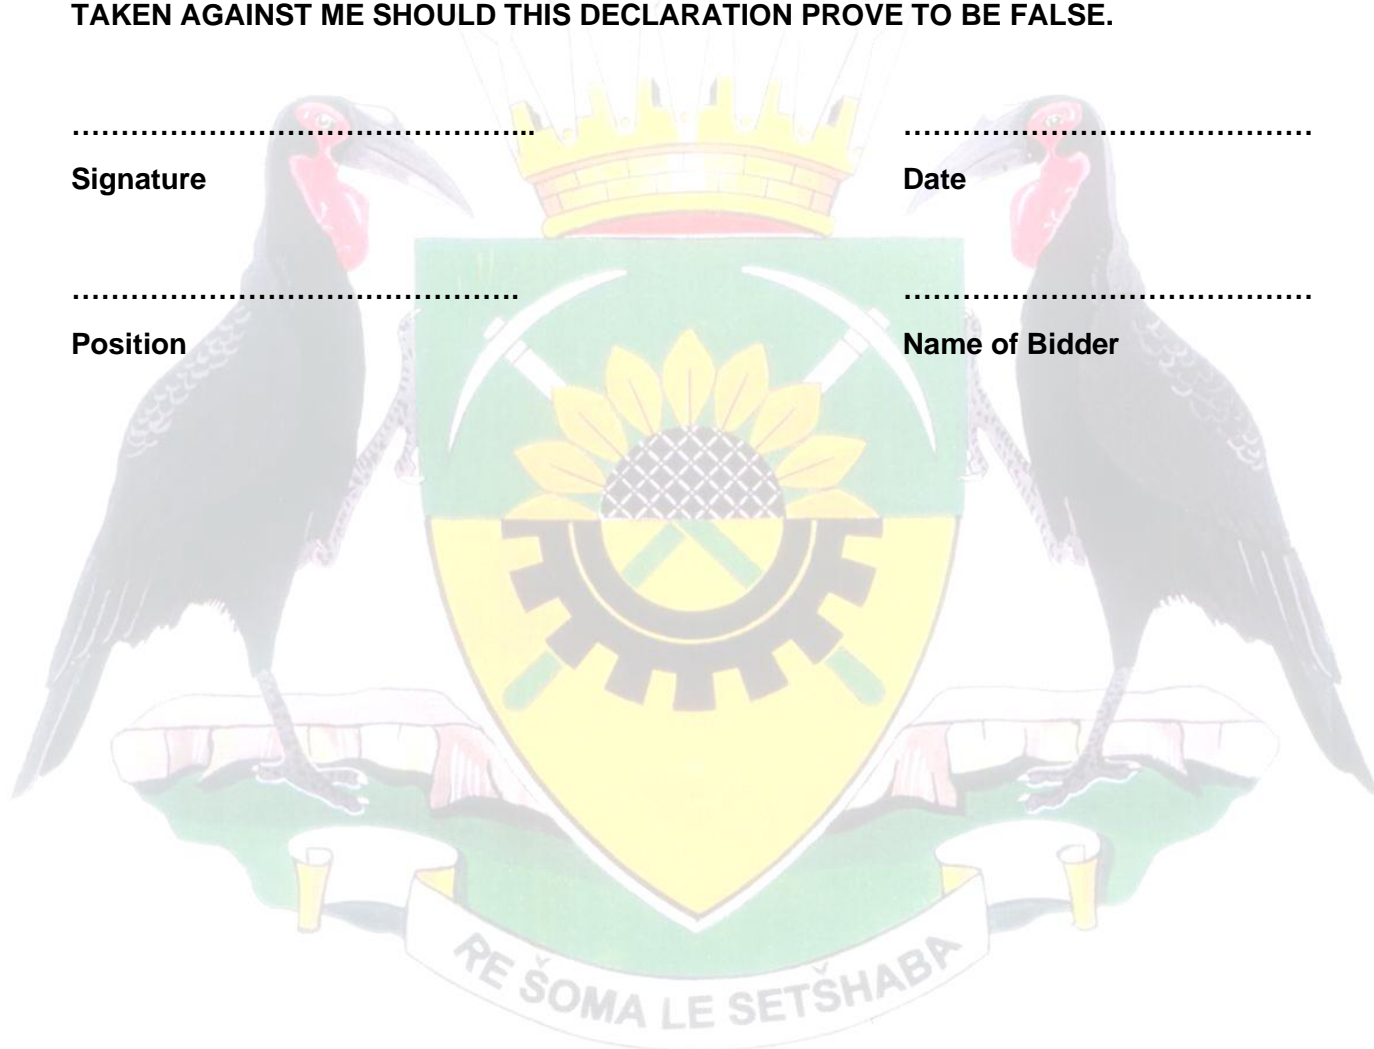 TAKEN AGAINST ME SHOULD THIS DECLARATION PROVE TO BE FALSE.
…………………………………………... ……………………………………
Signature Date
………………………………………. ……………………………………
Position Name of Bidder
RE ŠOMA LE SETŠHABA